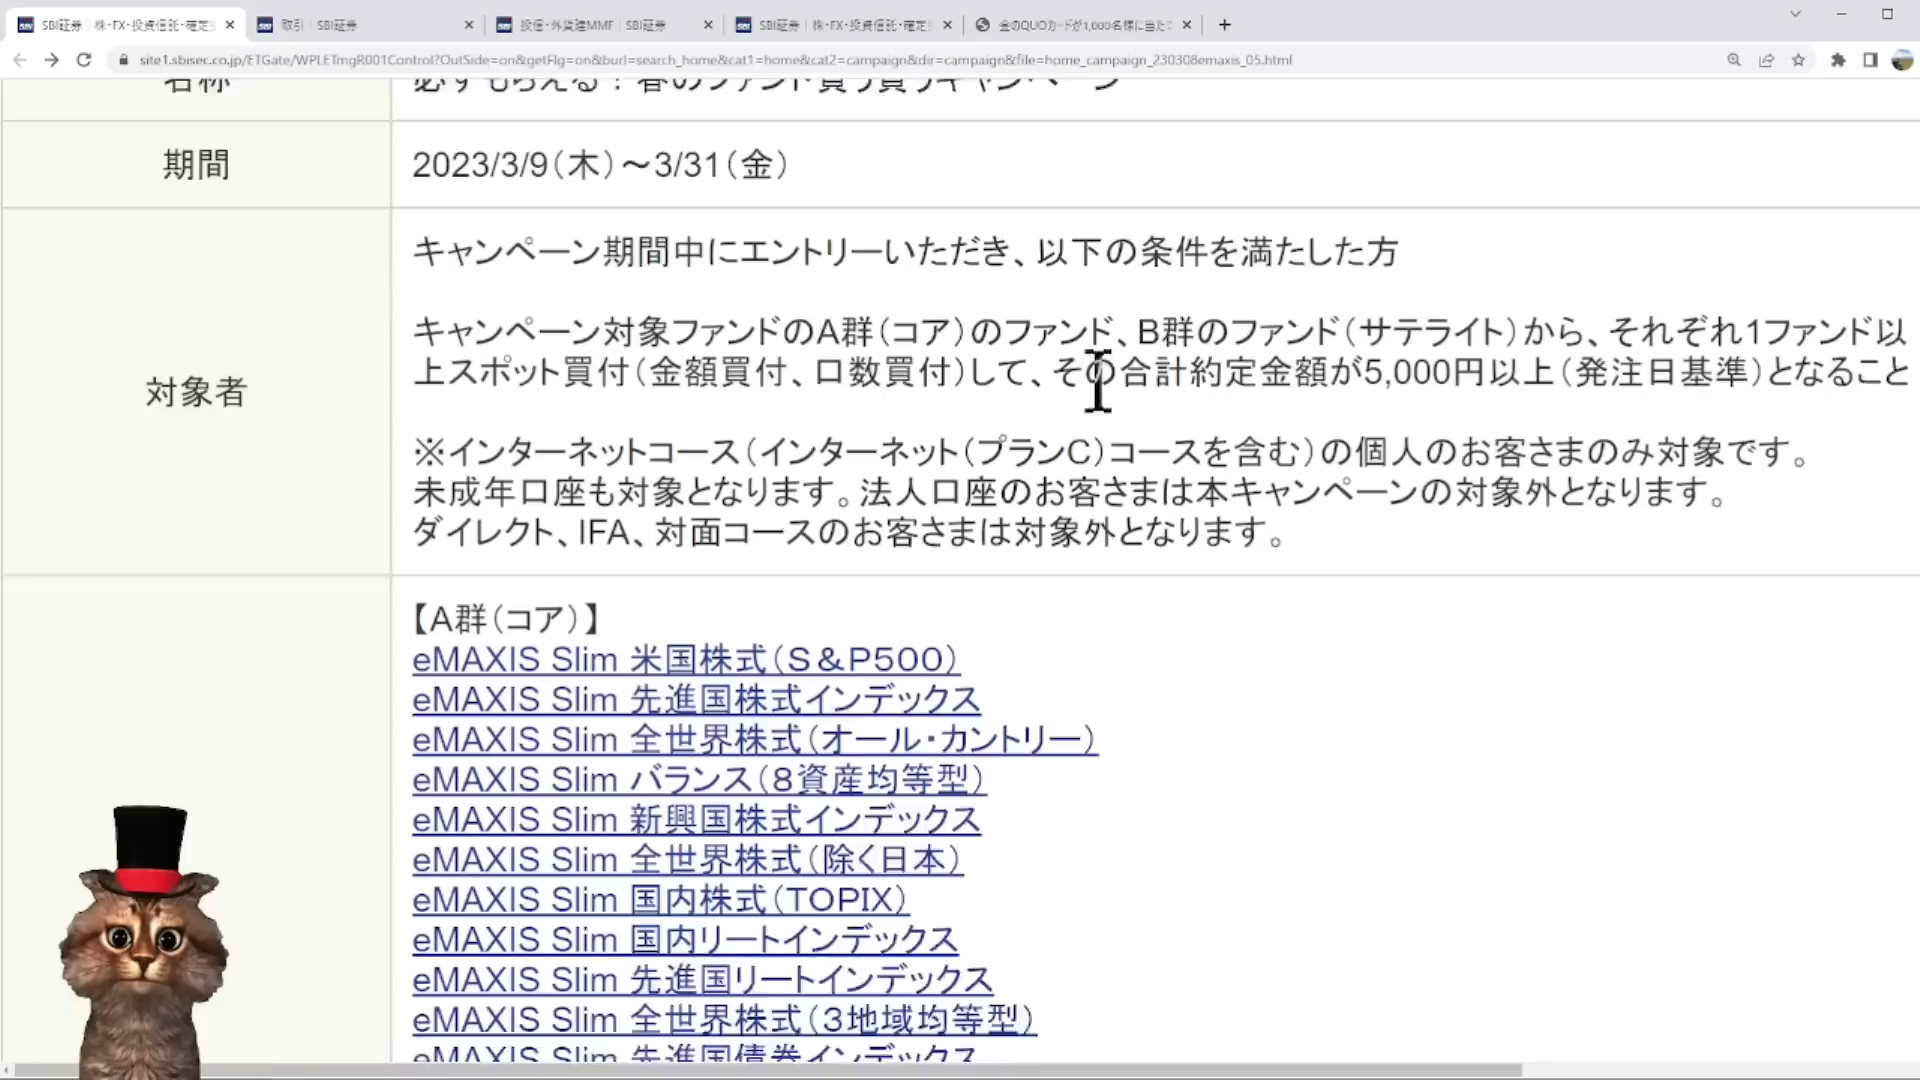 SBI証券 | 株・FX・投資信託・確定
取引 | SBI証券
投信・外貨建MMF | SBI証券
SBI証券 | 株・FX・投資信託・確定
金のQUOカードが1,000名様に当たる
site1.sbisec.co.jp/ETGate/WPLETmgR001Control?OutSide=on&getFlg=on&burl=search_home&cat1=home&cat2=campaign&dir=campaign&file=home_campaign_230308emaxis_05.html
名称
必ずもらえる！春のファンド買う買うキャンペーン
期間
2023/3/9（木）～3/31（金）
対象者
キャンペーン期間中にエントリーいただき、以下の条件を満たした方
キャンペーン対象ファンドのA群（コア）のファンド、B群のファンド（サテライト）から、それぞれ1ファンド以
上スポット買付（金額買付、口数買付）して、その合計約定金額が5,000円以上（発注日基準）となること
※インターネットコース（インターネット（プランC）コースを含む）の個人のお客さまのみ対象です。
未成年口座も対象となります。法人口座のお客さまは本キャンペーンの対象外となります。
ダイレクト、IFA、対面コースのお客さまは対象外となります。
【A群（コア）】
eMAXIS Slim 米国株式（S＆P500）
eMAXIS Slim 先進国株式インデックス
eMAXIS Slim 全世界株式（オール・カントリー）
eMAXIS Slim バランス（8資産均等型）
eMAXIS Slim 新興国株式インデックス
eMAXIS Slim 全世界株式（除く日本）
eMAXIS Slim 国内株式（TOPIX）
eMAXIS Slim 国内リートインデックス
eMAXIS Slim 先進国リートインデックス
eMAXIS Slim 全世界株式（3地域均等型）
eMAXIS Slim 先進国債券インデックス